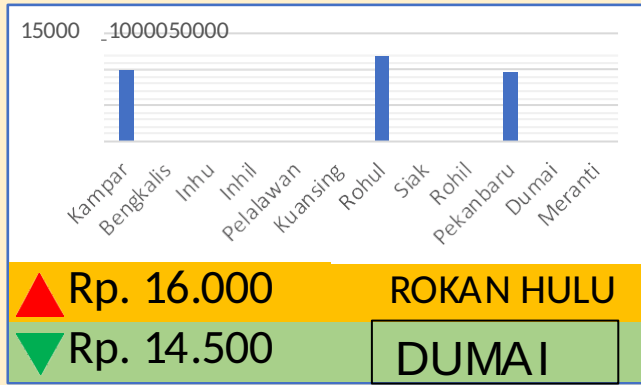 15000 1000050000
Kampar
Bengkalis
Inhu
Inhil
Pelalawan
Kuansing
Rohul
Siak
Rohil
Pekanbaru
Dumai
Meranti
Rp. 16.000 ROKAN HULU
Rp. 14.500 DUMAI